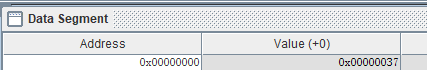 Data Segment
Address Value (+0)
0x00000000 0x00000037